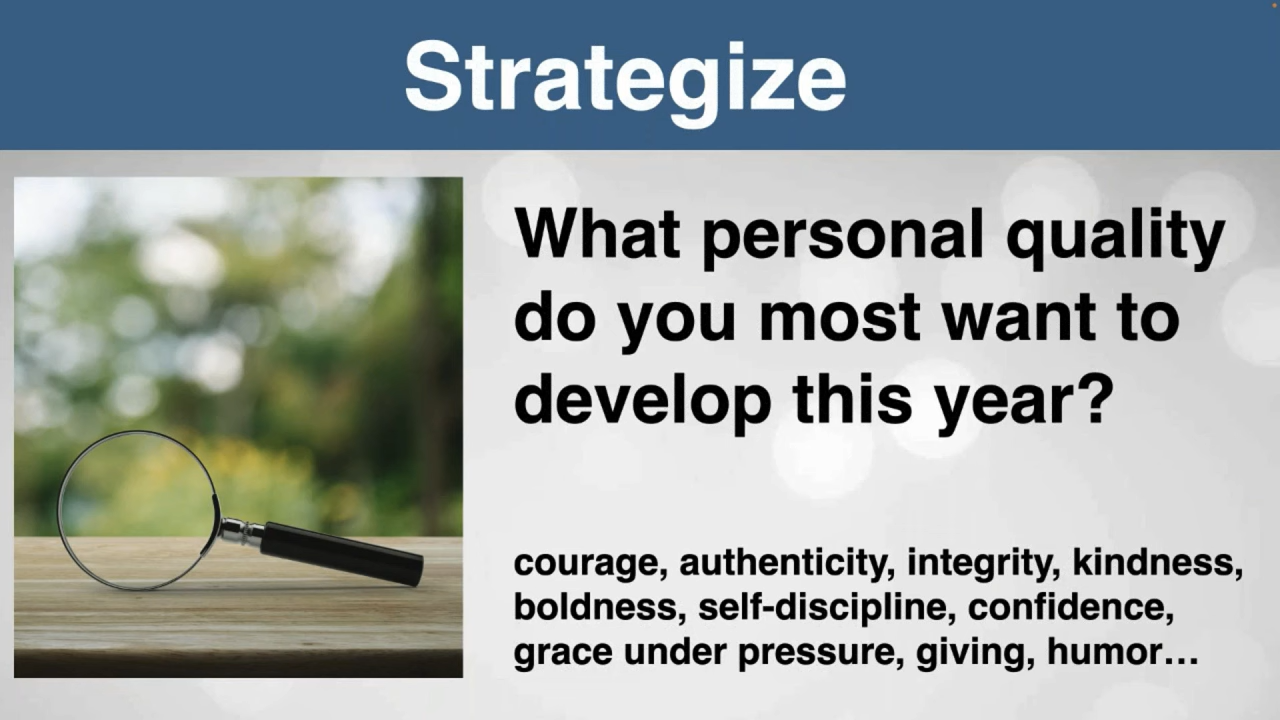 Strategize
What personal quality
do you most want to
develop this year?
courage, authenticity, integrity, kindness,
boldness, self-discipline, confidence,
grace under pressure, giving, humor…